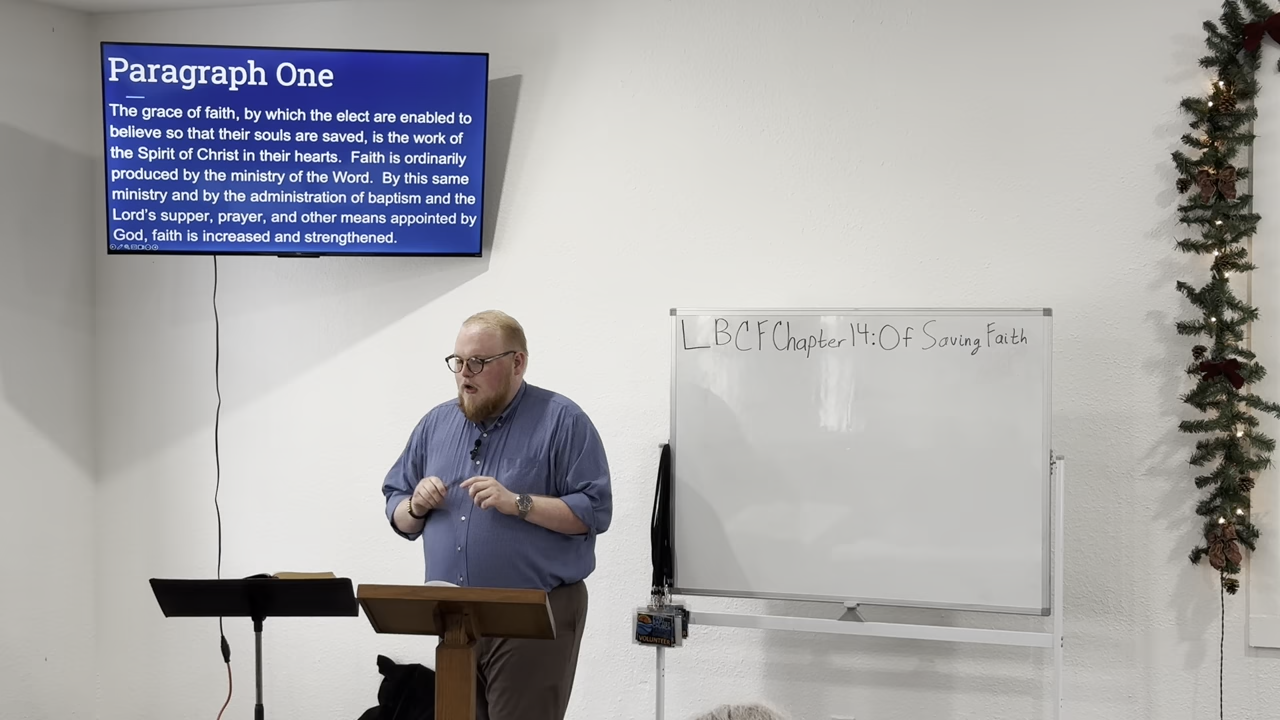 Paragraph One
The grace of faith, by which the elect are enabled to
believe so that their souls are saved, is the work of
the Spirit of Christ in their hearts.  Faith is ordinarily
produced by the ministry of the Word.  By this same
ministry and by the administration of baptism and the
Lord's supper, prayer, and other means appointed by
God, faith is increased and strengthened.
LBCF Chapter 14: Of Saving Faith
CHURCH
VOLUNTEER